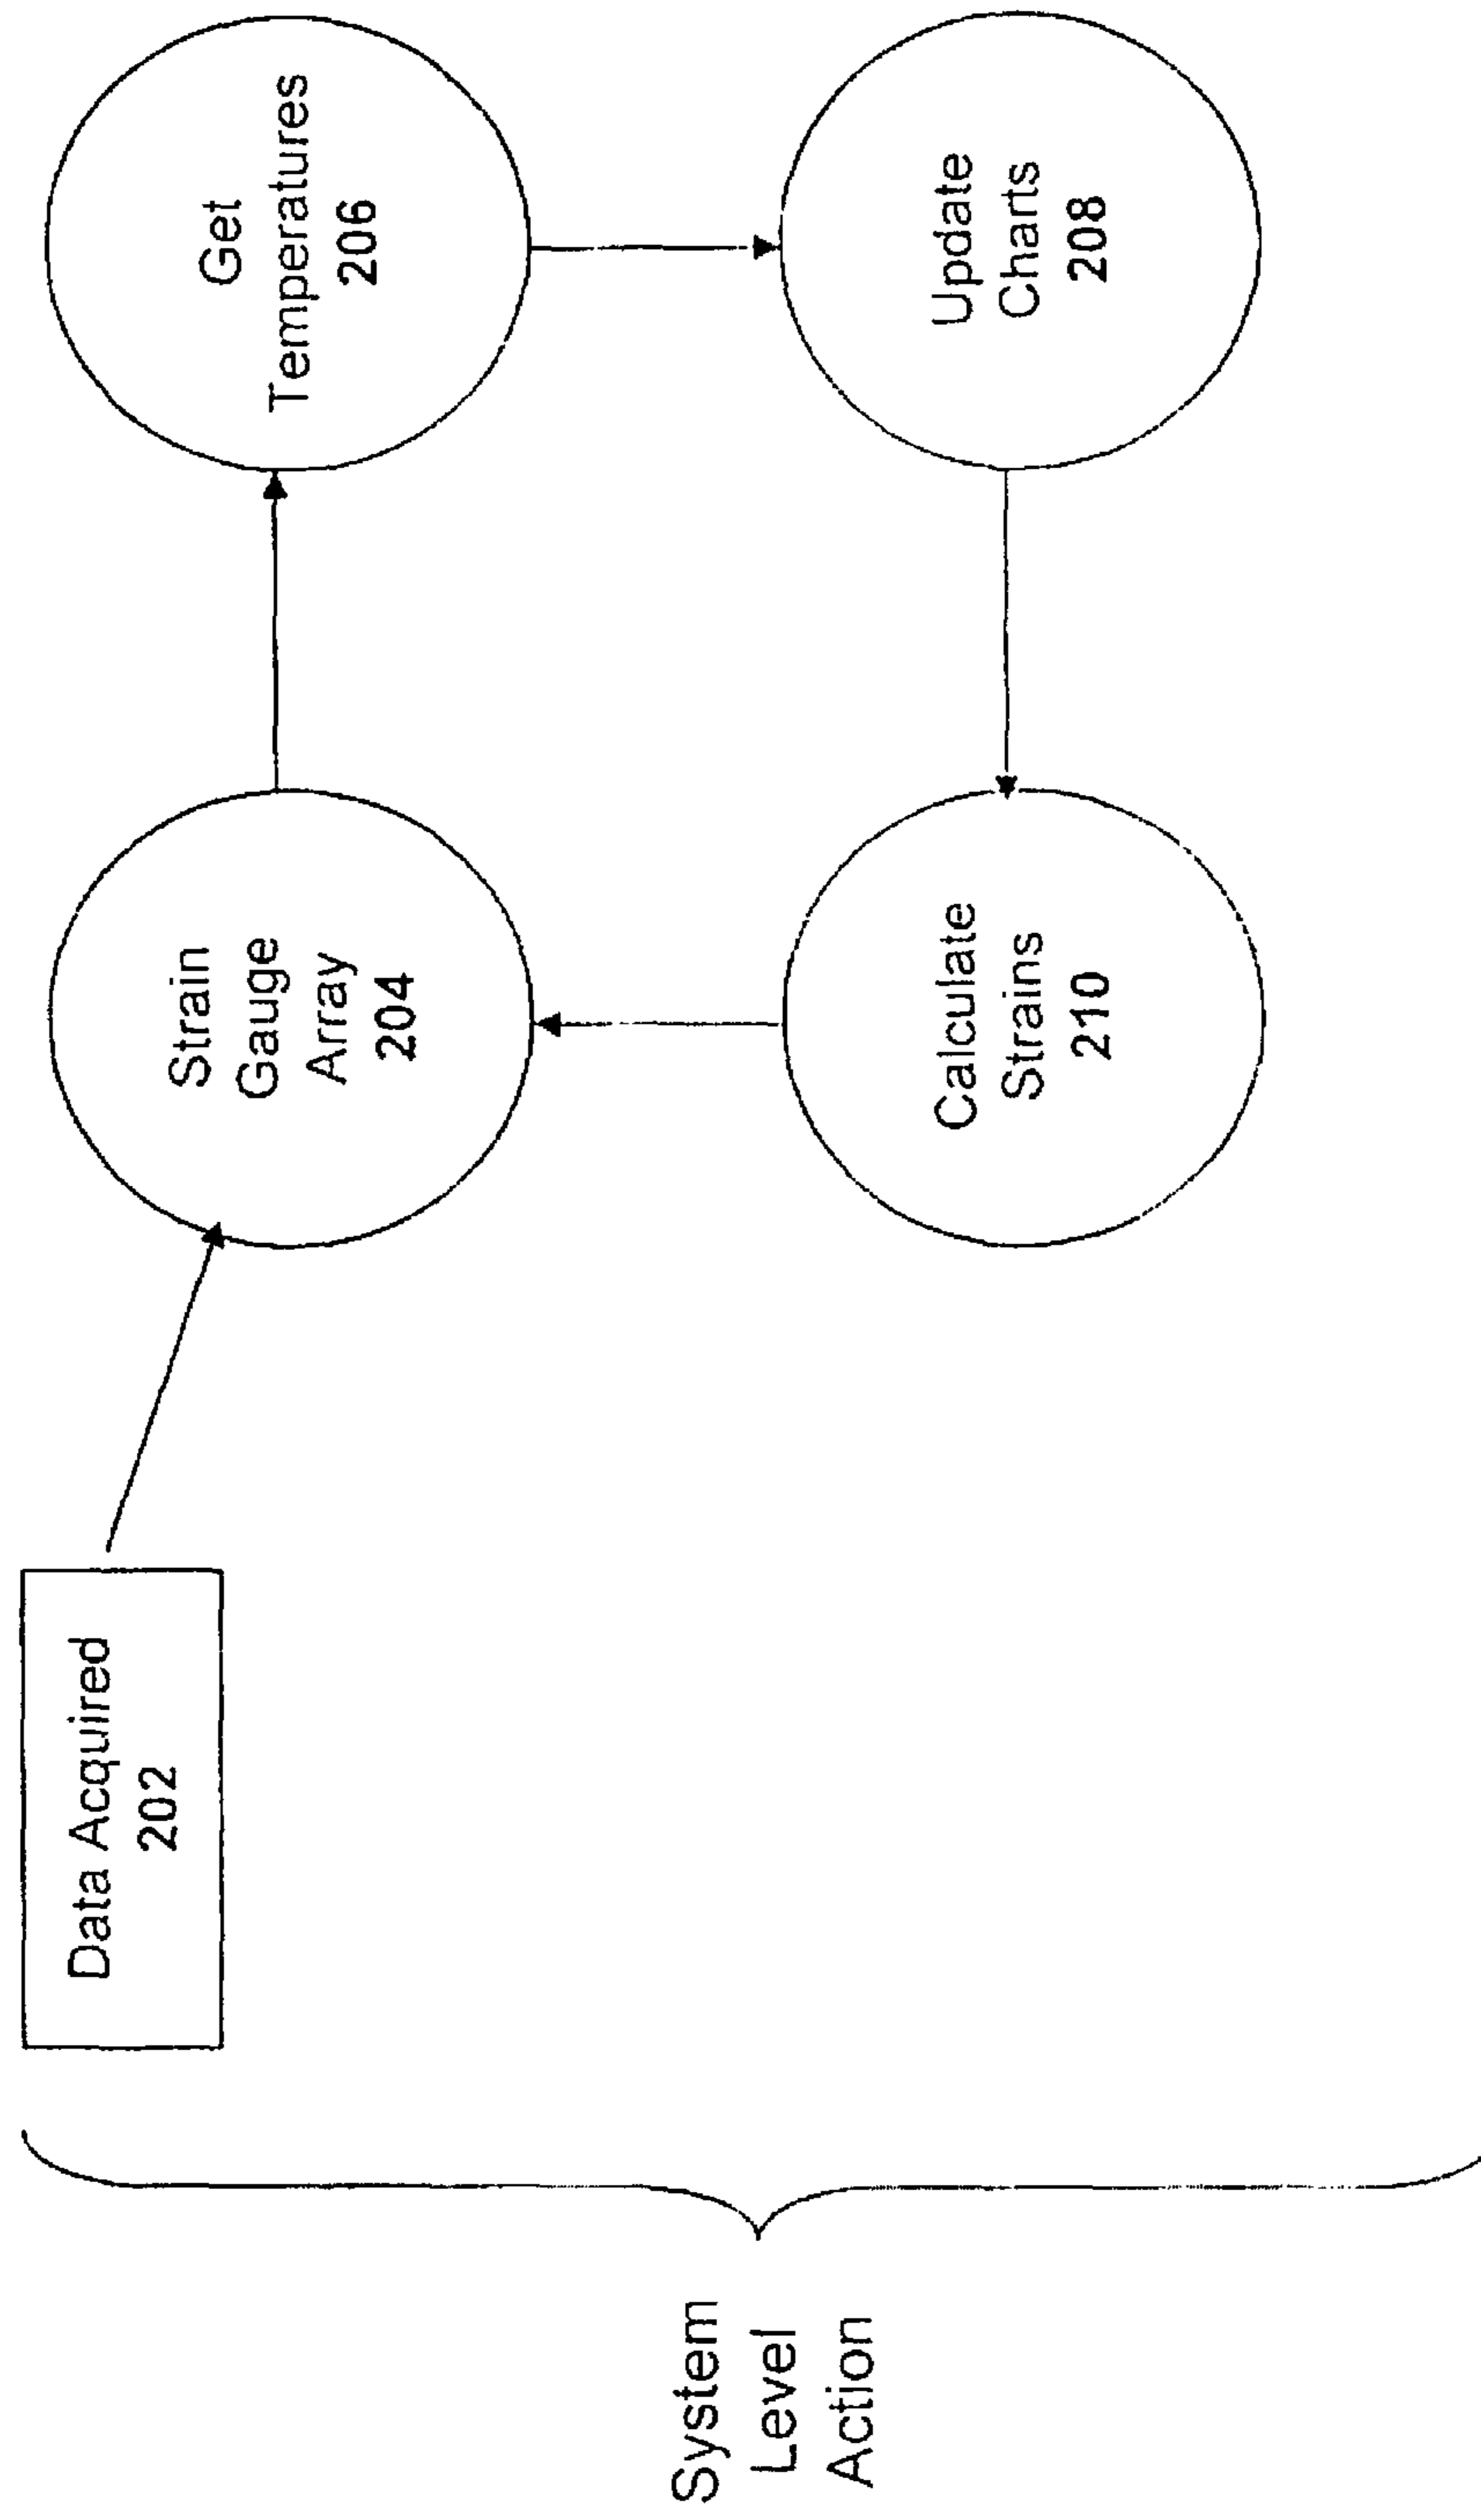 System
Level
Action
Data Acquired
202
Strain
Gauge
Array
204
Get
Temperatures
206
Calculate
Strains
210
Update
Charts
208